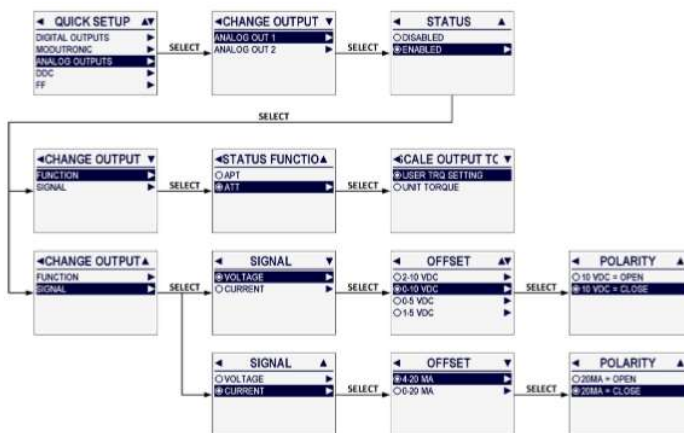 ◄ QUICK SETUP ▲▼
DIGITAL OUTPUTS ►
MODUTRONIC ►
ANALOG OUTPUTS ►
DDC ►
FF ►
SELECT
◄CHANGE OUTPUT ▼
ANALOG OUT 1 ►
ANALOG OUT 2 ►
SELECT
◄ STATUS ▲
DISABLED
ENABLED ►
SELECT
◄CHANGE OUTPUT ▼
FUNCTION ►
SIGNAL ►
SELECT
◄STATUS FUNCTIO▲
APT
ATT ►
SELECT
◄SCALE OUTPUT TC ▼
USER TRQ SETTING
UNIT TORQUE
◄CHANGE OUTPUT▲
FUNCTION ►
SIGNAL ►
SELECT
◄ SIGNAL ▼
VOLTAGE ►
CURRENT ►
SELECT
◄ OFFSET ▲▼
2-10 VDC ►
0-10 VDC ►
0-5 VDC ►
1-5 VDC ►
SELECT
◄ POLARITY ▲
10 VDC = OPEN
10 VDC = CLOSE
◄ SIGNAL ▲
VOLTAGE ►
CURRENT ►
SELECT
◄ OFFSET ▼
4-20 MA ►
0-20 MA ►
SELECT
◄ POLARITY ▲
20MA = OPEN
20MA = CLOSE